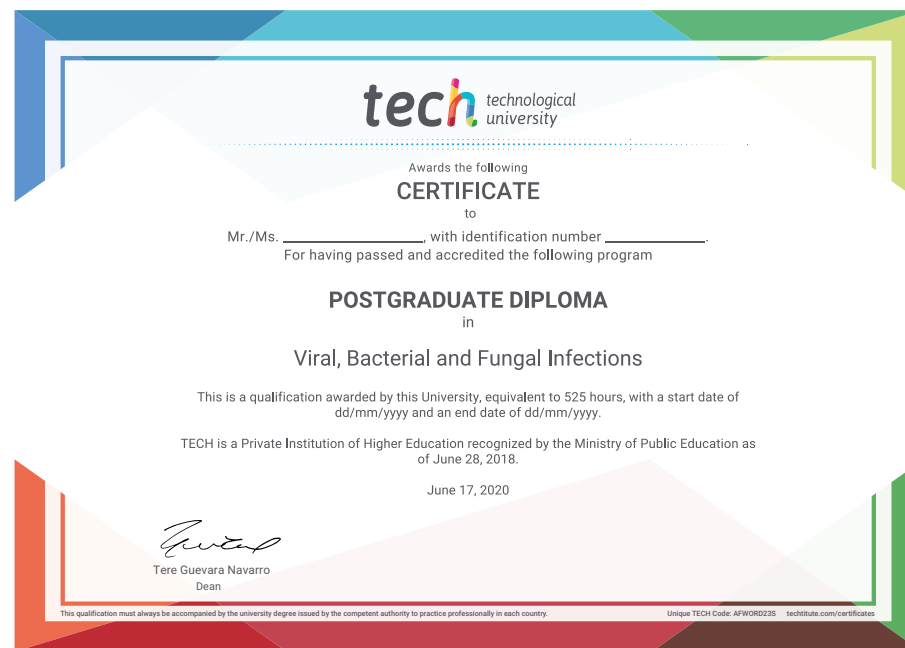 tech technological
university
Awards the following
CERTIFICATE
to
Mr./Ms. ____________________, with identification number ______________.
For having passed and accredited the following program
POSTGRADUATE DIPLOMA
in
Viral, Bacterial and Fungal Infections
This is a qualification awarded by this University, equivalent to 525 hours, with a start date of
dd/mm/yyyy and an end date of dd/mm/yyyy.
TECH is a Private Institution of Higher Education recognized by the Ministry of Public Education as
of June 28, 2018.
June 17, 2020
Tere Guevara Navarro
Dean
This qualification must always be accompanied by the university degree issued by the competent authority to practice professionally in each country. Unique TECH Code: AFWORD23S techtitute.com/certificates